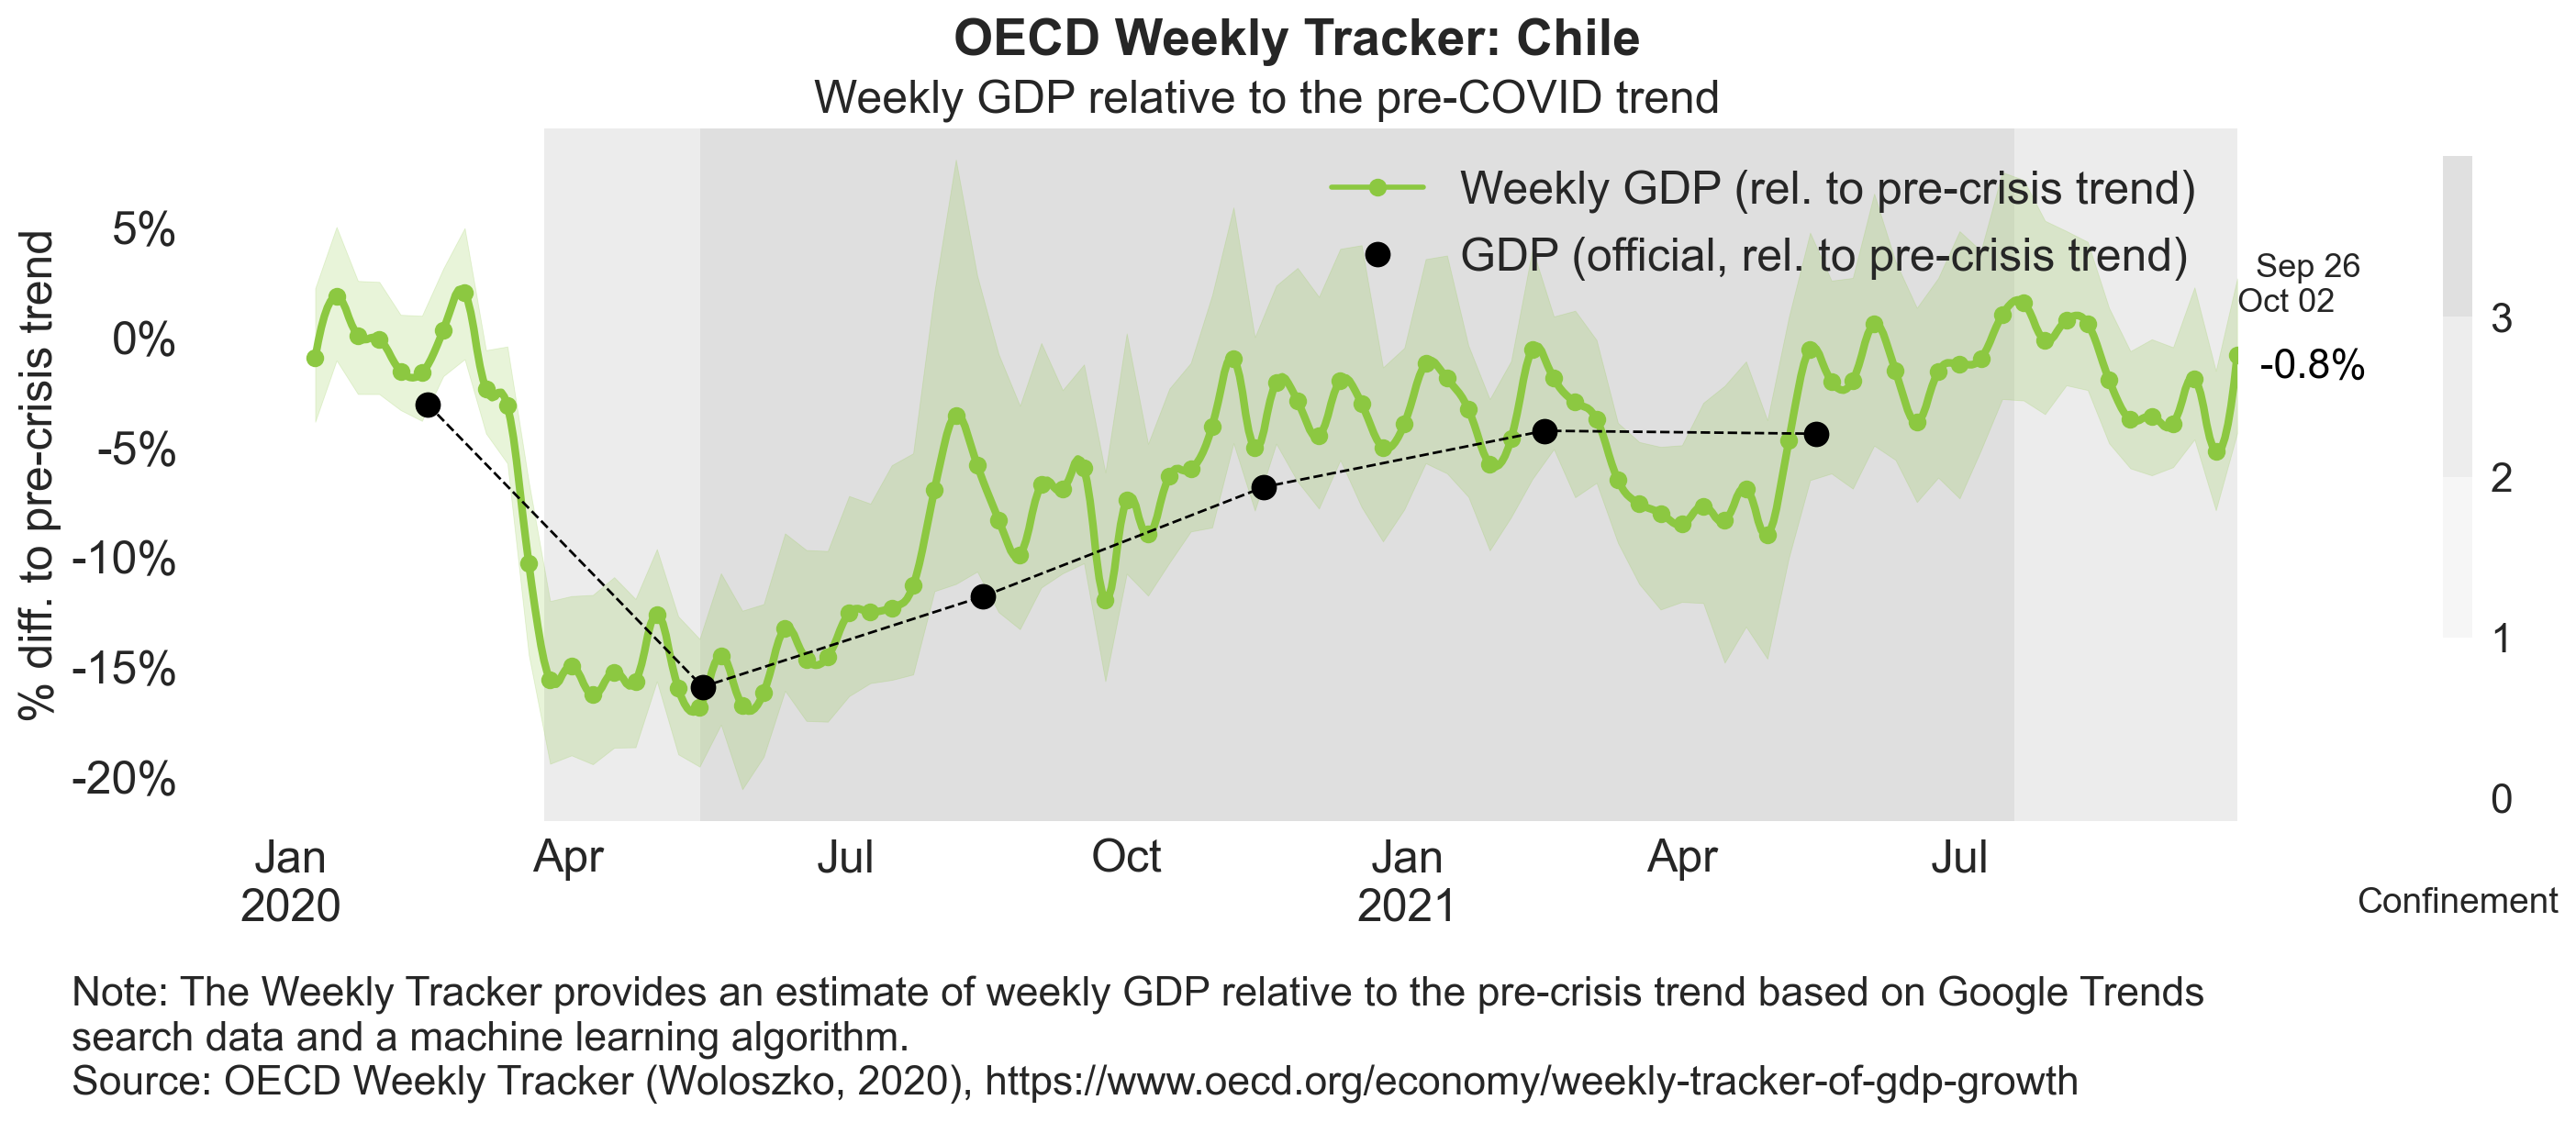 OECD Weekly Tracker: Chile
Weekly GDP relative to the pre-COVID trend
% diff. to pre-crisis trend
5%
0%
-5%
-10%
-15%
-20%
Weekly GDP (rel. to pre-crisis trend)
GDP (official, rel. to pre-crisis trend)
Sep 26
Oct 02
-0.8%
3
2
1
0
Confinement
Jan
2020
Apr
Jul
Oct
Jan
2021
Apr
Jul
Note: The Weekly Tracker provides an estimate of weekly GDP relative to the pre-crisis trend based on Google Trends
search data and a machine learning algorithm.
Source: OECD Weekly Tracker (Woloszko, 2020), https://www.oecd.org/economy/weekly-tracker-of-gdp-growth